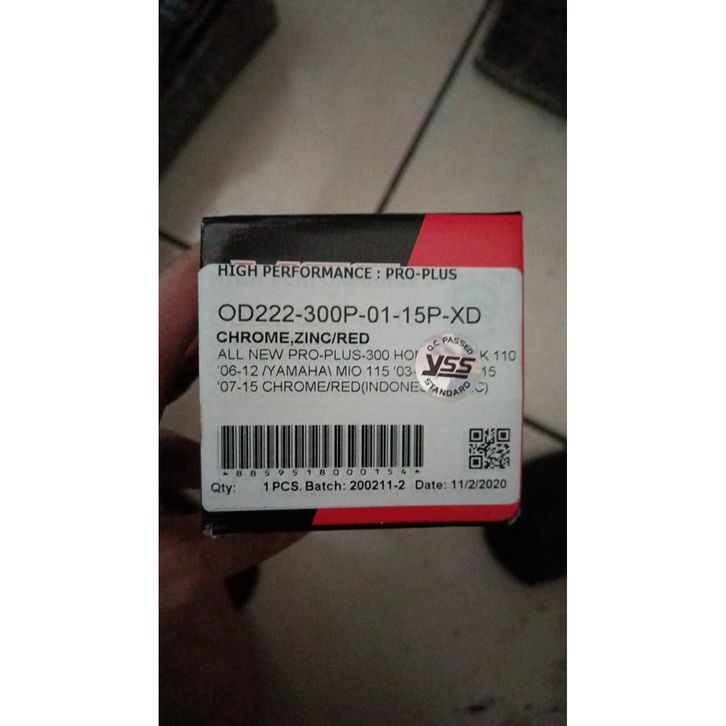 HIGH PERFORMANCE : PRO-PLUS
OD222-300P-01-15P-XD
CHROME,ZINC/RED
ALL NEW PRO-PLUS-300 K 110
'06-12 /YAMAHA\ MIO 115 '03- 15
'07-15 CHROME/RED(INDONES C)
Q.C. PASSED
YSS
STANDARD
*8859518000154*
Qty: 1 PCS. Batch: 200211-2 Date: 11/2/2020